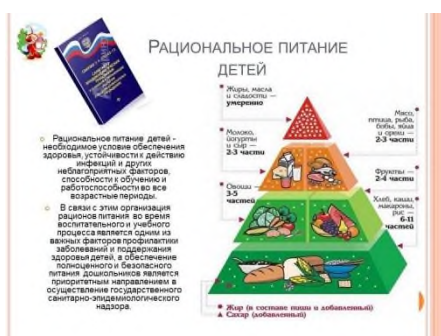 РАЦИОНАЛЬНОЕ ПИТАНИЕ
ДЕТЕЙ
Рациональное питание детей -
необходимое условие обеспечения
здоровья, устойчивости к действию
инфекций и других
неблагоприятных факторов,
способности к обучению и
работоспособности во все
возрастные периоды.
В связи с этим организация
рационов питания во время
воспитательного и учебного
процесса является одним из
важных факторов профилактики
заболеваний и поддержания
здоровья детей, а обеспечение
полноценного и безопасного
питания дошкольников является
приоритетным направлением в
осуществление государственного
санитарно-эпидемиологического
надзора.
Жиры, масла
и сладости —
умеренно
Молоко,
йогурты
и сыр —
2-3 части
Овощи —
3-5
частей
Мясо,
птица, рыба,
бобы, яйца
и орехи —
2-3 части
Фрукты —
2-4 части
Хлеб, каши,
макароны,
рис —
6-11
частей
Жир (в составе пищи и добавленный)
Сахар (добавленный)